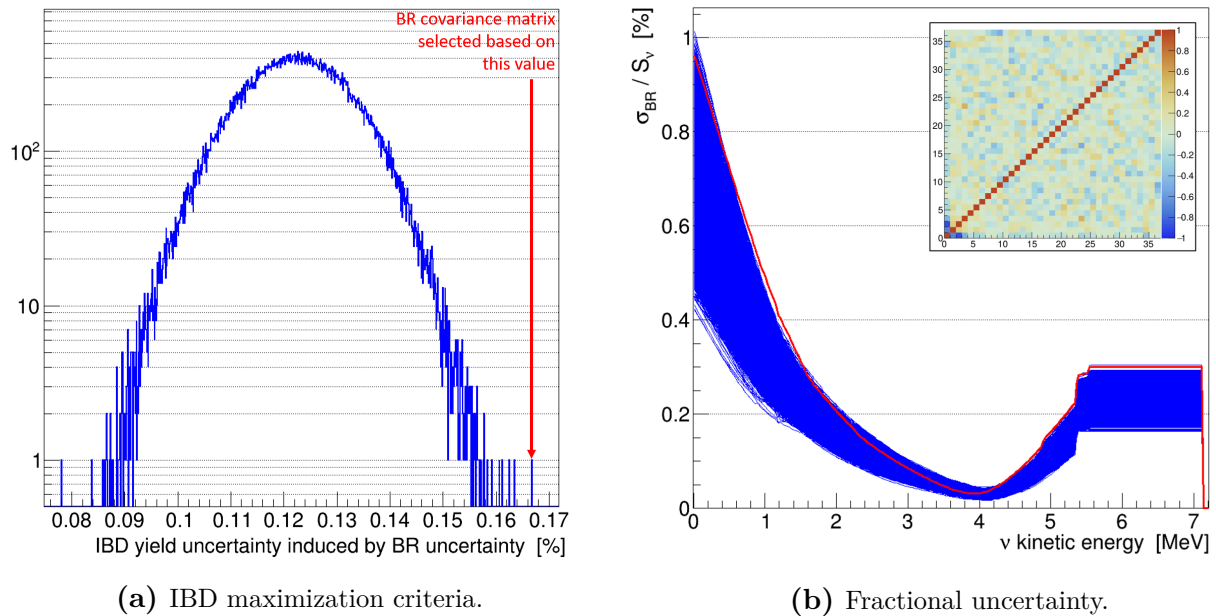 BR covariance matrix
selected based on
this value
10²
10
1
0.08 0.09 0.1 0.11 0.12 0.13 0.14 0.15 0.16 0.17
IBD yield uncertainty induced by BR uncertainty [%]
(a) IBD maximization criteria.
σ_BR / S_ν [%]
1
0.8
0.6
0.4
0.2
0
0 1 2 3 4 5 6 7
ν kinetic energy [MeV]
35
30
25
20
15
10
5
0
0 5 10 15 20 25 30 35
1
0.8
0.6
0.4
0.2
0
−0.2
−0.4
−0.6
−0.8
−1
(b) Fractional uncertainty.